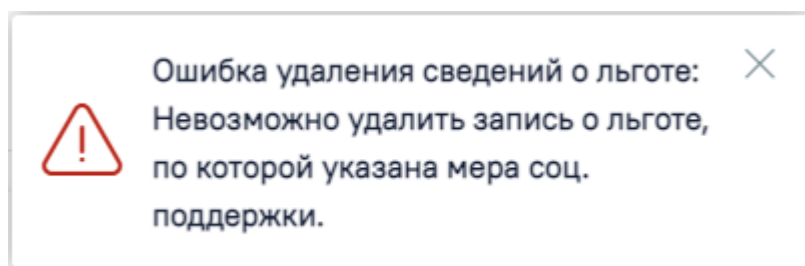 Ошибка удаления сведений о льготе:
Невозможно удалить запись о льготе,
по которой указана мера соц.
поддержки.